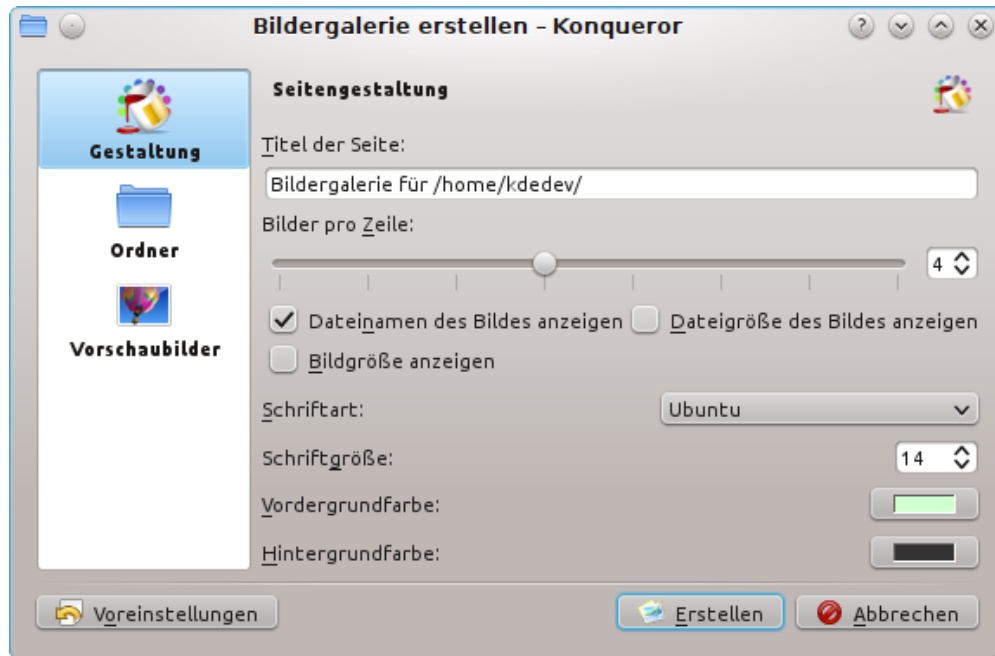 Bildergalerie erstellen – Konqueror
Gestaltung
Ordner
Vorschaubilder
Seitengestaltung
Titel der Seite:
Bildergalerie für /home/kdedev/
Bilder pro Zeile:
4
Dateinamen des Bildes anzeigen Dateigröße des Bildes anzeigen
Bildgröße anzeigen
Schriftart: Ubuntu
Schriftgröße: 14
Vordergrundfarbe:
Hintergrundfarbe:
Voreinstellungen Erstellen Abbrechen